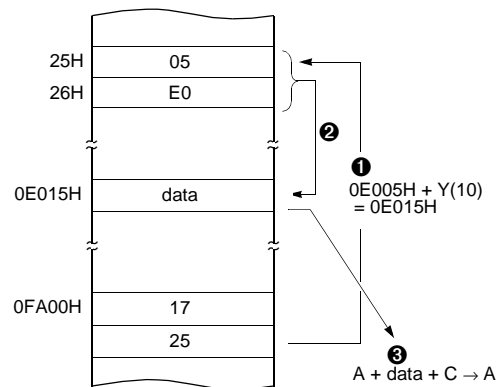 25H 05
26H E0
❷
❶
0E015H data
0E005H + Y(10)
= 0E015H
0FA00H 17
25
❸
A + data + C → A